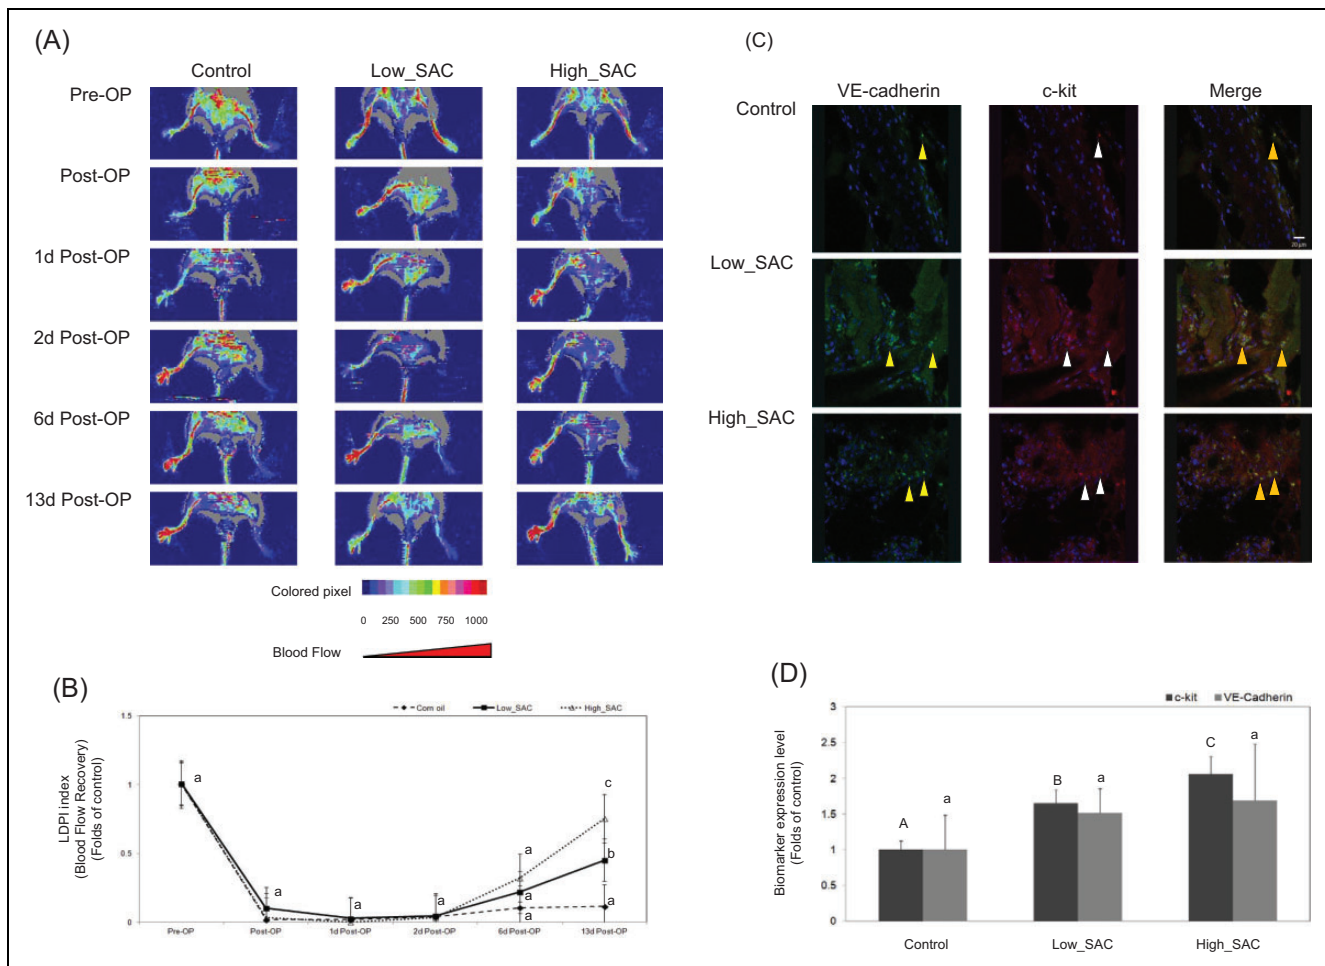 (A)
Control Low_SAC High_SAC
Pre-OP
Post-OP
1d Post-OP
2d Post-OP
6d Post-OP
13d Post-OP
Colored pixel
0 250 500 750 1000
Blood Flow
(B)
Corn oil Low_SAC High_SAC
LDPI index
(Blood Flow Recovery)
(Folds of control)
1.5
1
0.5
0
a
a
a
a
a
a
a
c
b
a
Pre-OP Post-OP 1d Post-OP 2d Post-OP 6d Post-OP 13d Post-OP
(C)
VE-cadherin c-kit Merge
Control
20 µm
Low_SAC
High_SAC
(D)
c-kit VE-Cadherin
Biomarker expression level
(Folds of control)
3
2.5
2
1.5
1
0.5
0
A a B a C a
Control Low_SAC High_SAC